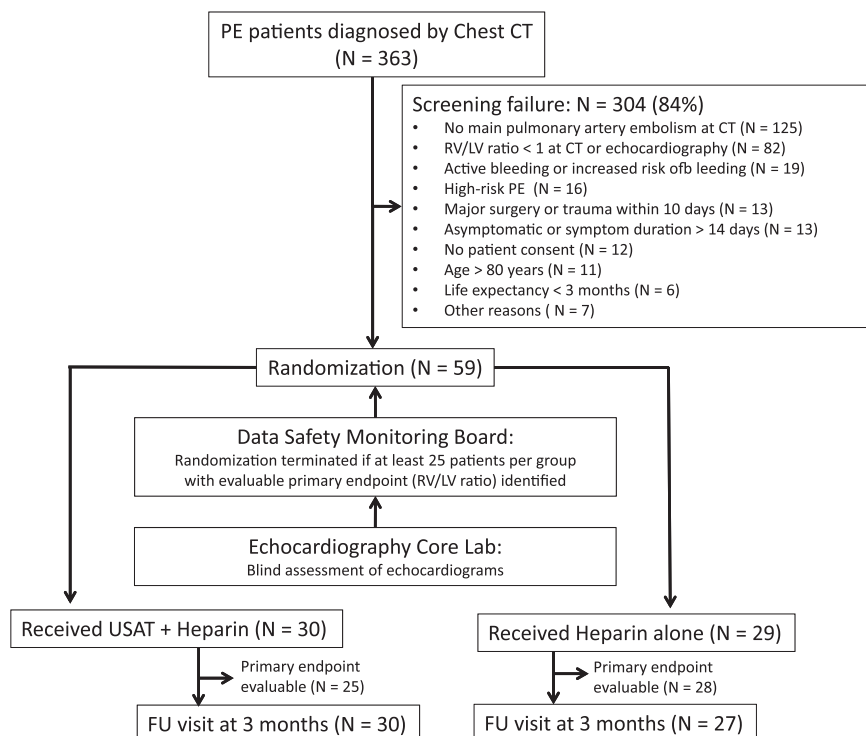 PE patients diagnosed by Chest CT
(N = 363)
Screening failure: N = 304 (84%)
• No main pulmonary artery embolism at CT (N = 125)
• RV/LV ratio < 1 at CT or echocardiography (N = 82)
• Active bleeding or increased risk ofb leeding (N = 19)
• High-risk PE (N = 16)
• Major surgery or trauma within 10 days (N = 13)
• Asymptomatic or symptom duration > 14 days (N = 13)
• No patient consent (N = 12)
• Age > 80 years (N = 11)
• Life expectancy < 3 months (N = 6)
• Other reasons ( N = 7)
Randomization (N = 59)
Data Safety Monitoring Board:
Randomization terminated if at least 25 patients per group
with evaluable primary endpoint (RV/LV ratio) identified
Echocardiography Core Lab:
Blind assessment of echocardiograms
Received USAT + Heparin (N = 30)
Primary endpoint
evaluable (N = 25)
FU visit at 3 months (N = 30)
Received Heparin alone (N = 29)
Primary endpoint
evaluable (N = 28)
FU visit at 3 months (N = 27)